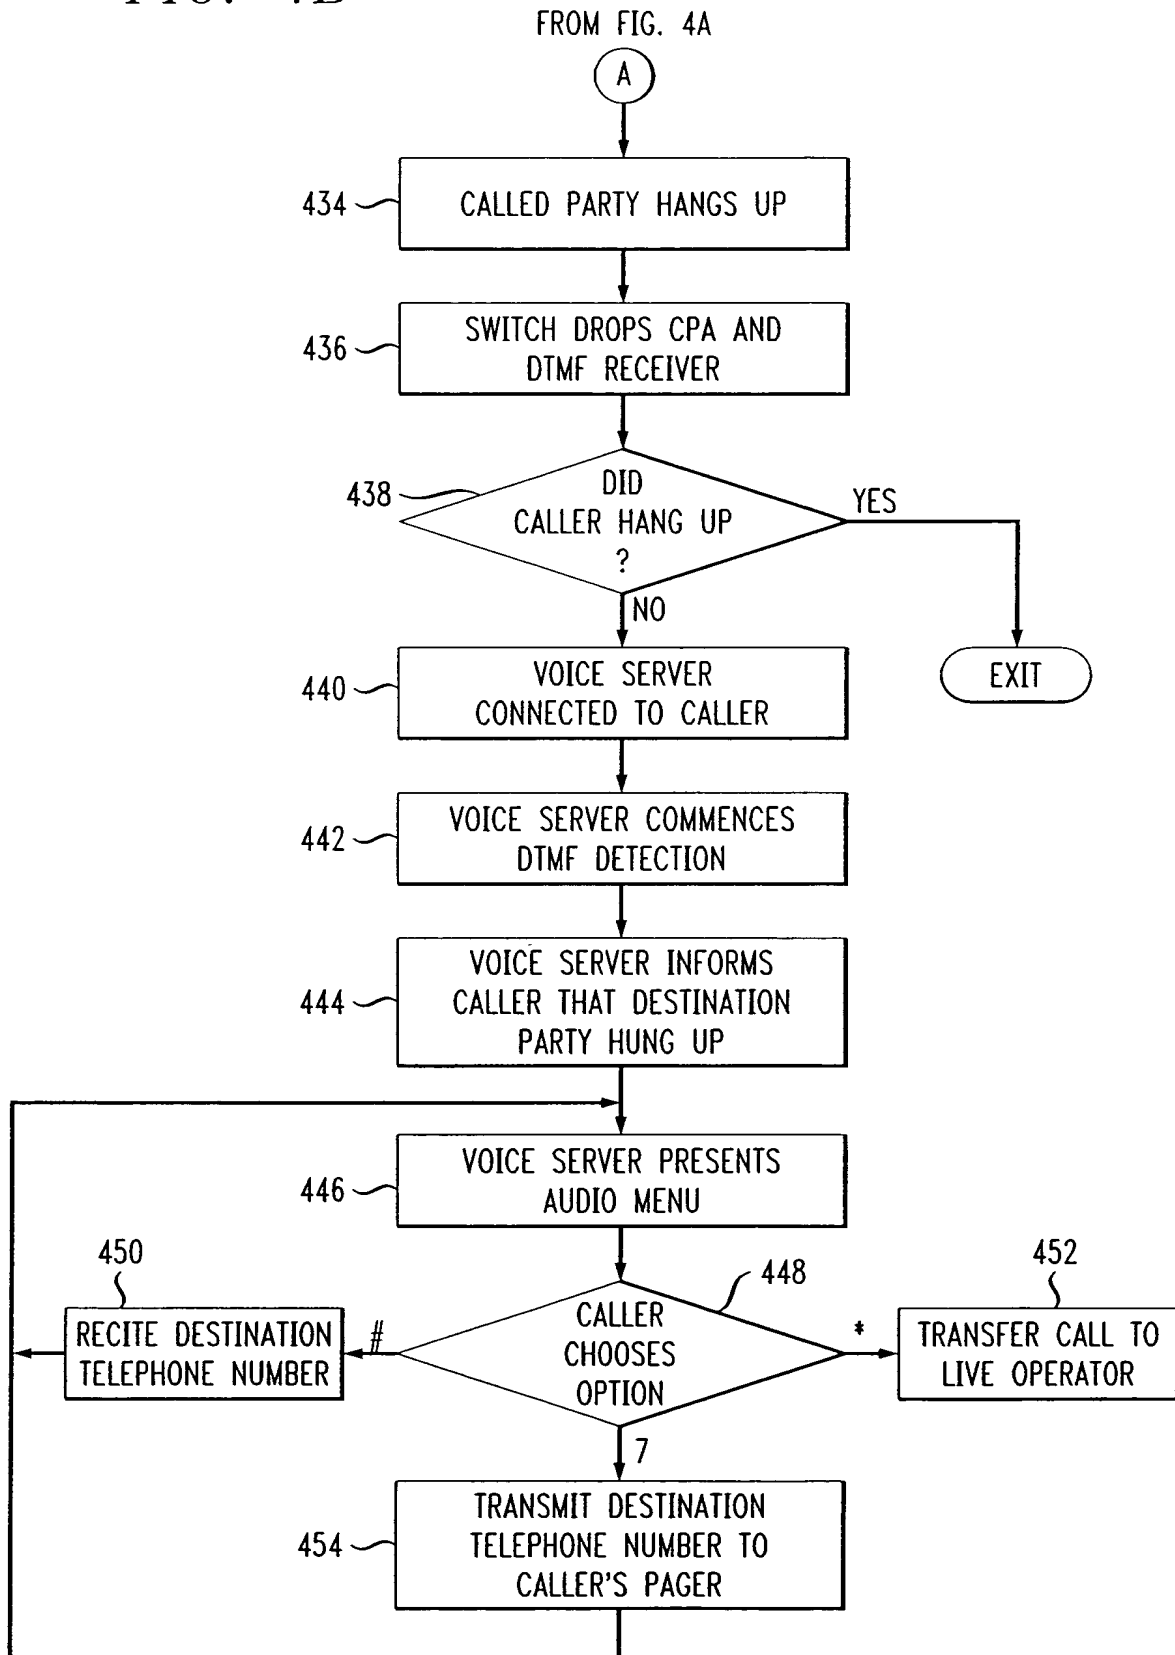 FIG. 4B
FROM FIG. 4A
A
434
CALLED PARTY HANGS UP
436
SWITCH DROPS CPA AND
DTMF RECEIVER
438
DID
CALLER HANG UP
?
YES
NO
EXIT
440
VOICE SERVER
CONNECTED TO CALLER
442
VOICE SERVER COMMENCES
DTMF DETECTION
444
VOICE SERVER INFORMS
CALLER THAT DESTINATION
PARTY HUNG UP
446
VOICE SERVER PRESENTS
AUDIO MENU
448
CALLER
CHOOSES
OPTION
#
450
RECITE DESTINATION
TELEPHONE NUMBER
*
452
TRANSFER CALL TO
LIVE OPERATOR
7
454
TRANSMIT DESTINATION
TELEPHONE NUMBER TO
CALLER'S PAGER